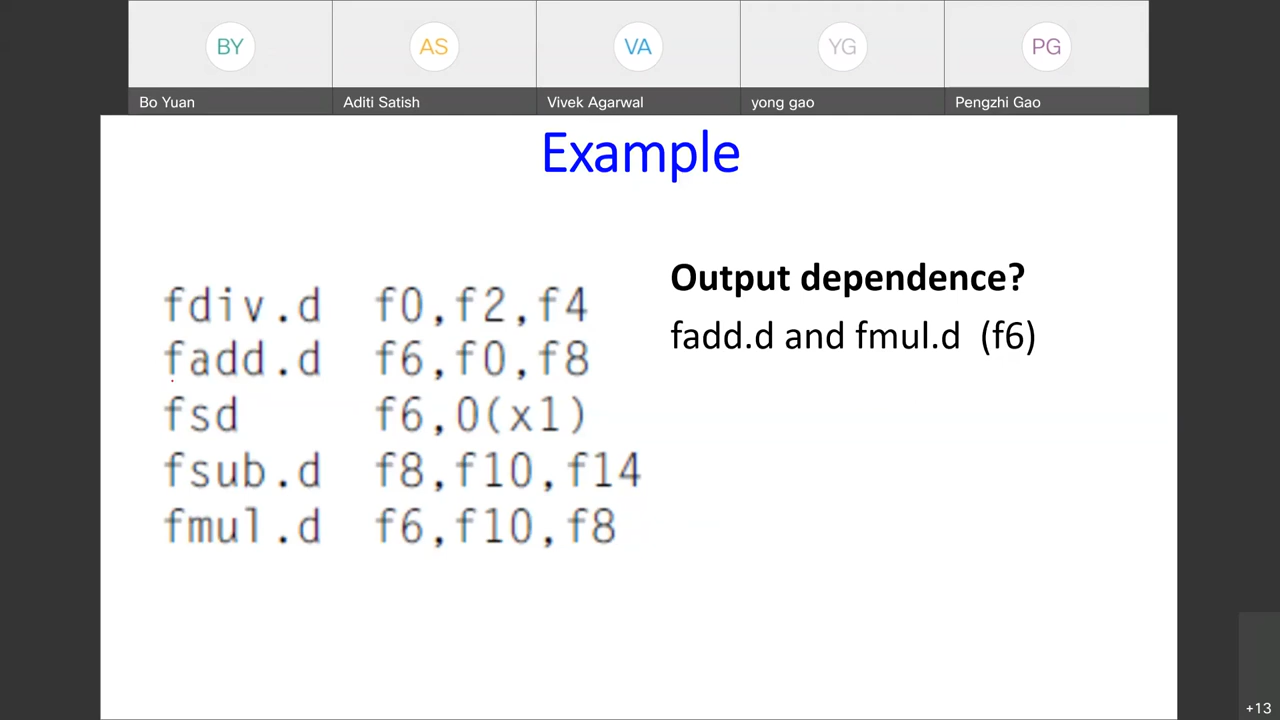 BY AS VA YG PG
Bo Yuan Aditi Satish Vivek Agarwal yong gao Pengzhi Gao
Example
Output dependence?
fadd.d and fmul.d (f6)
fdiv.d f0,f2,f4
fadd.d f6,f0,f8
fsd f6,0(x1)
fsub.d f8,f10,f14
fmul.d f6,f10,f8
+13